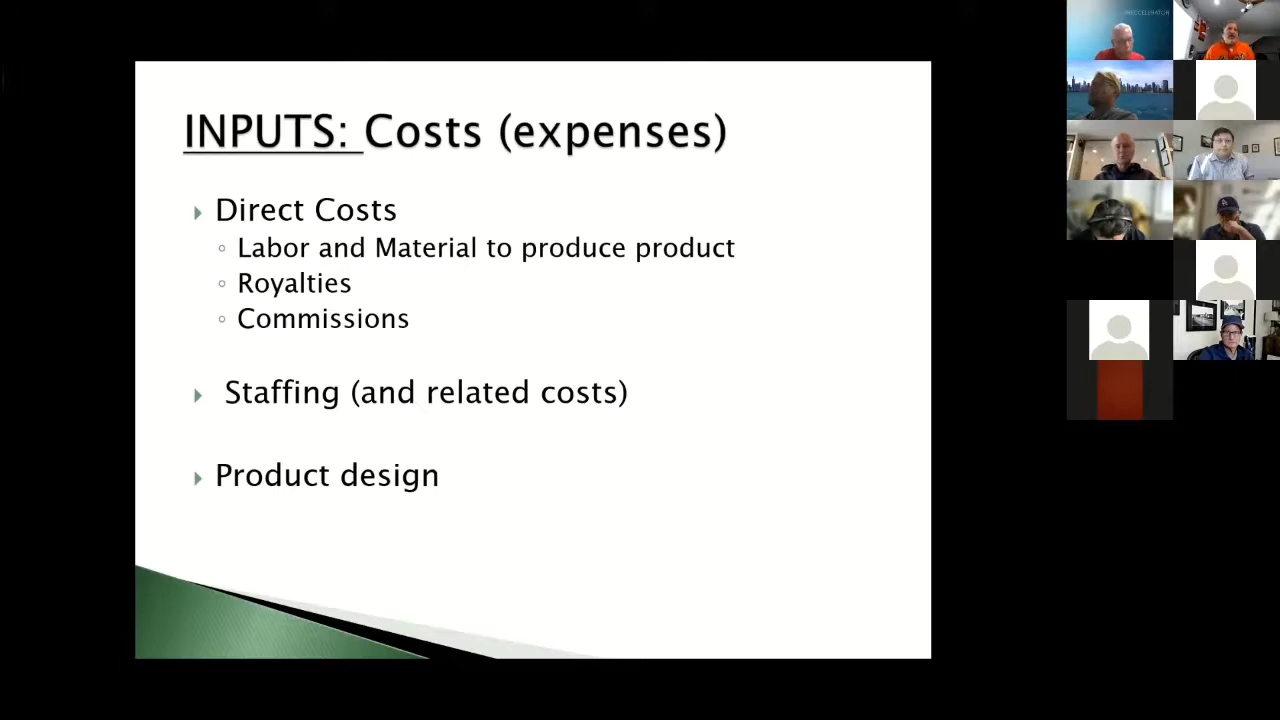 INPUTS: Costs (expenses)
Direct Costs
Labor and Material to produce product
Royalties
Commissions
Staffing (and related costs)
Product design